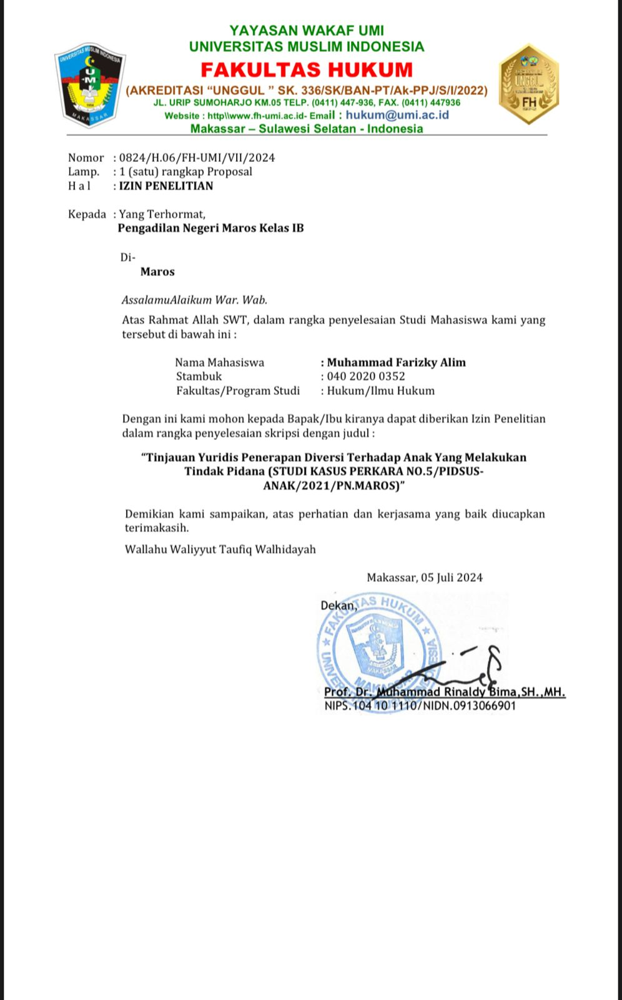 YAYASAN WAKAF UMI
UNIVERSITAS MUSLIM INDONESIA
FAKULTAS HUKUM
(AKREDITASI “UNGGUL ” SK. 336/SK/BAN-PT/Ak-PPJ/S/I/2022)
JL. URIP SUMOHARJO KM.05 TELP. (0411) 447-936, FAX. (0411) 447936
Website : http\\www.fh-umi.ac.id- Email : hukum@umi.ac.id
Makassar – Sulawesi Selatan - Indonesia
UNIVERSITAS MUSLIM INDONESIA
UMI
1954
MAKASSAR
UNGGUL
FH
Nomor : 0824/H.06/FH-UMI/VII/2024
Lamp. : 1 (satu) rangkap Proposal
H a l : IZIN PENELITIAN
Kepada : Yang Terhormat,
Pengadilan Negeri Maros Kelas IB
Di-
Maros
AssalamuAlaikum War. Wab.
Atas Rahmat Allah SWT, dalam rangka penyelesaian Studi Mahasiswa kami yang
tersebut di bawah ini :
Nama Mahasiswa : Muhammad Farizky Alim
Stambuk : 040 2020 0352
Fakultas/Program Studi : Hukum/Ilmu Hukum
Dengan ini kami mohon kepada Bapak/Ibu kiranya dapat diberikan Izin Penelitian
dalam rangka penyelesaian skripsi dengan judul :
“Tinjauan Yuridis Penerapan Diversi Terhadap Anak Yang Melakukan
Tindak Pidana (STUDI KASUS PERKARA NO.5/PIDSUS-
ANAK/2021/PN.MAROS)”
Demikian kami sampaikan, atas perhatian dan kerjasama yang baik diucapkan
terimakasih.
Wallahu Waliyyut Taufiq Walhidayah
Makassar, 05 Juli 2024
Dekan,
FAKULTAS HUKUM
UNIVERSITAS MUSLIM INDONESIA
MAKASSAR
MAKASSAR
Prof. Dr. Muhammad Rinaldy Bima,SH.,MH.
NIPS.104 10 1110/NIDN.0913066901